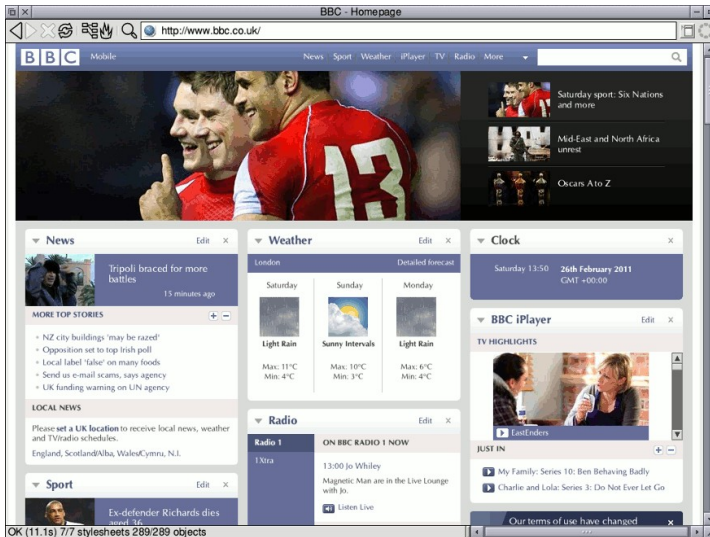 BBC - Homepage
http://www.bbc.co.uk/
BBC
Mobile
News Sport Weather iPlayer TV Radio More
13
Saturday sport: Six Nations
and more
Mid-East and North Africa
unrest
Oscars A to Z
News Edit x
Tripoli braced for more
battles
15 minutes ago
MORE TOP STORIES + −
NZ city buildings 'may be razed'
Opposition set to top Irish poll
Local label 'false' on many foods
Send us e-mail scams, says agency
UK funding warning on UN agency
LOCAL NEWS
Please set a UK location to receive local news, weather
and TV/radio schedules.
England, Scotland/Alba, Wales/Cymru, N.I.
Sport Edit x
Ex-defender Richards dies
aged 36
Weather Edit x
London Detailed forecast
Saturday Sunday Monday
Light Rain Sunny Intervals Light Rain
Max: 11°C Max: 10°C Max: 6°C
Min: 4°C Min: 3°C Min: 4°C
Radio Edit x
Radio 1 ON BBC RADIO 1 NOW
1Xtra
13:00 Jo Whiley
Magnetic Man are in the Live Lounge
with Jo.
Listen Live
Clock x
Saturday 13:50 26th February 2011
GMT +00:00
BBC iPlayer Edit x
TV HIGHLIGHTS
EastEnders
JUST IN + −
My Family: Series 10: Ben Behaving Badly
Charlie and Lola: Series 3: Do Not Ever Let Go
Our terms of use have changed x
OK (11.1s) 7/7 stylesheets 289/289 objects